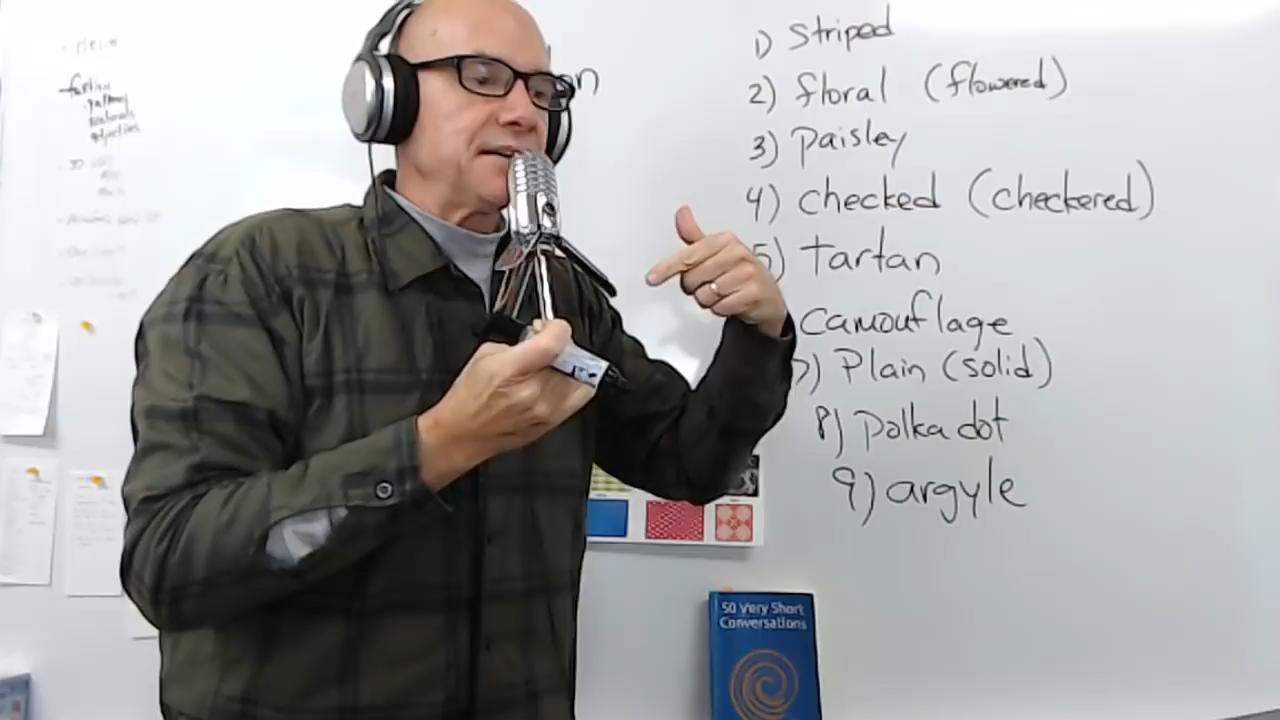 1) Striped
2) floral (flowered)
3) paisley
4) checked (checkered)
5) tartan
camouflage
7) Plain (solid)
8) polka dot
9) argyle
50 Very Short
Conversations